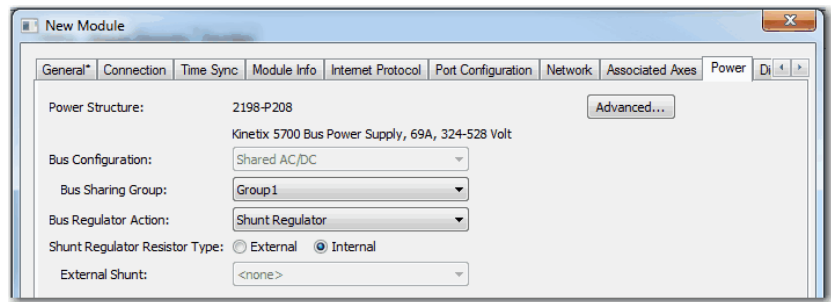 New Module
General* Connection Time Sync Module Info Internet Protocol Port Configuration Network Associated Axes Power Di
Power Structure: 2198-P208 Advanced...
Kinetix 5700 Bus Power Supply, 69A, 324-528 Volt
Bus Configuration: Shared AC/DC
Bus Sharing Group: Group1
Bus Regulator Action: Shunt Regulator
Shunt Regulator Resistor Type: External Internal
External Shunt: <none>